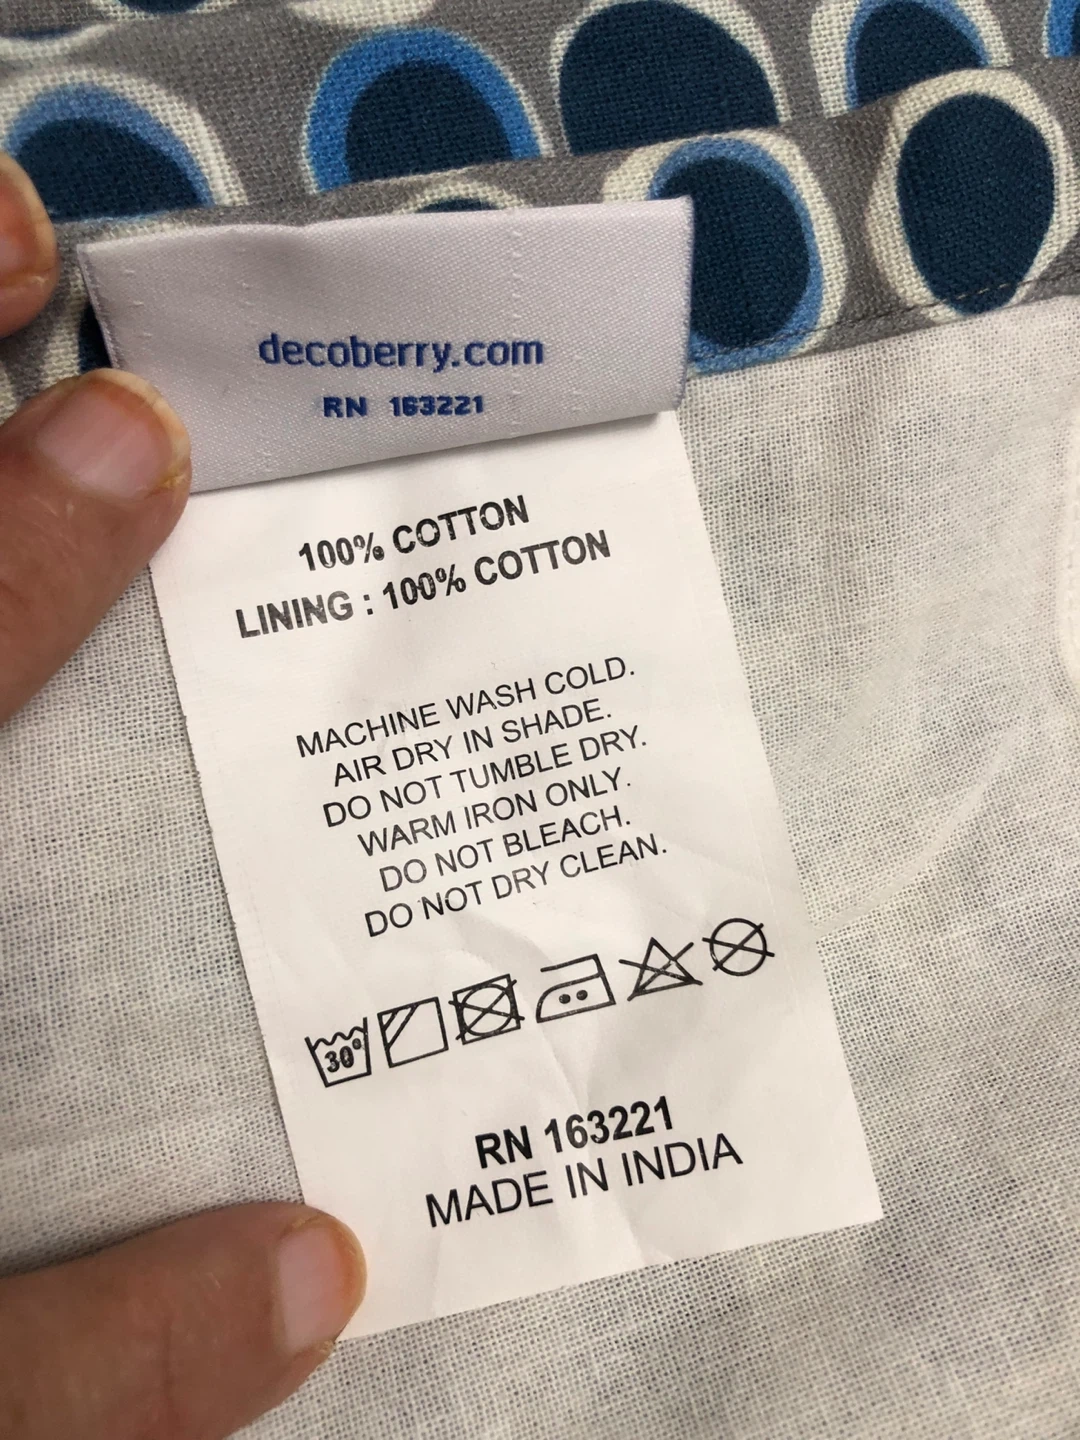 decoberry.com
RN 163221
100% COTTON
LINING : 100% COTTON
MACHINE WASH COLD.
AIR DRY IN SHADE.
DO NOT TUMBLE DRY.
WARM IRON ONLY.
DO NOT BLEACH.
DO NOT DRY CLEAN.
30°
RN 163221
MADE IN INDIA